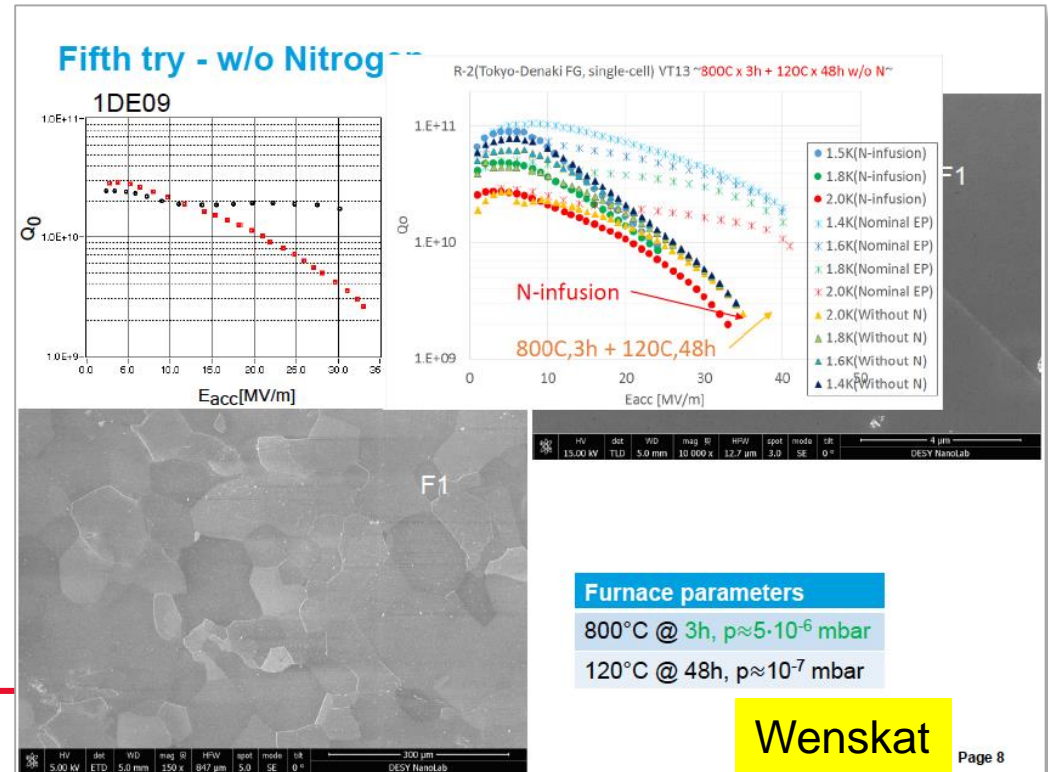 Fifth try - w/o Nitrogen
1DE09
1.0E+11
1.0E+10
1.0E+9
Q0
0.0 5.0 10.0 15.0 20.0 25.0 30.0 35
Eacc[MV/m]
R-2(Tokyo-Denaki FG, single-cell) VT13 ~800C x 3h + 120C x 48h w/o N~
1.E+11
1.E+10
1.E+09
Qo
0 10 20 30 40 50
Eacc [MV/m]
N-infusion
800C,3h + 120C,48h
1.5K(N-infusion)
1.8K(N-infusion)
2.0K(N-infusion)
1.4K(Nominal EP)
1.6K(Nominal EP)
1.8K(Nominal EP)
2.0K(Nominal EP)
2.0K(Without N)
1.8K(Without N)
1.6K(Without N)
1.4K(Without N)
F1
HV det WD mag HFW spot mode tilt 4 µm
15.00 kV TLD 5.0 mm 10 000 x 12.7 µm 3.0 SE 0 ° DESY NanoLab
F1
Furnace parameters
800°C @ 3h, p≈5·10-6 mbar
120°C @ 48h, p≈10-7 mbar
HV det WD mag HFW spot mode tilt 300 µm
5.00 kV ETD 5.0 mm 150 x 847 µm 5.0 SE 0 ° DESY NanoLab
Wenskat
Page 8